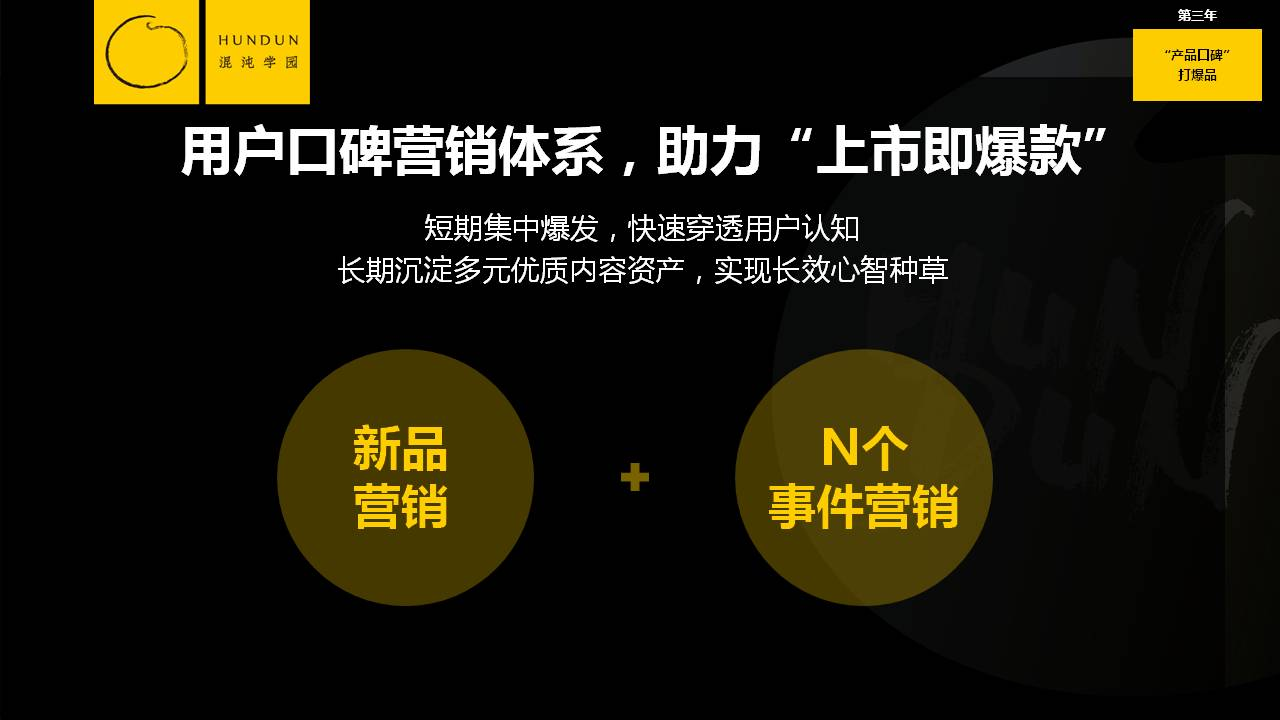 HUNDUN
混沌学园
第三年
“产品口碑”
打爆品
用户口碑营销体系，助力“上市即爆款”
短期集中爆发，快速穿透用户认知
长期沉淀多元优质内容资产，实现长效心智种草
新品
营销
+
N个
事件营销
HUN
DUN